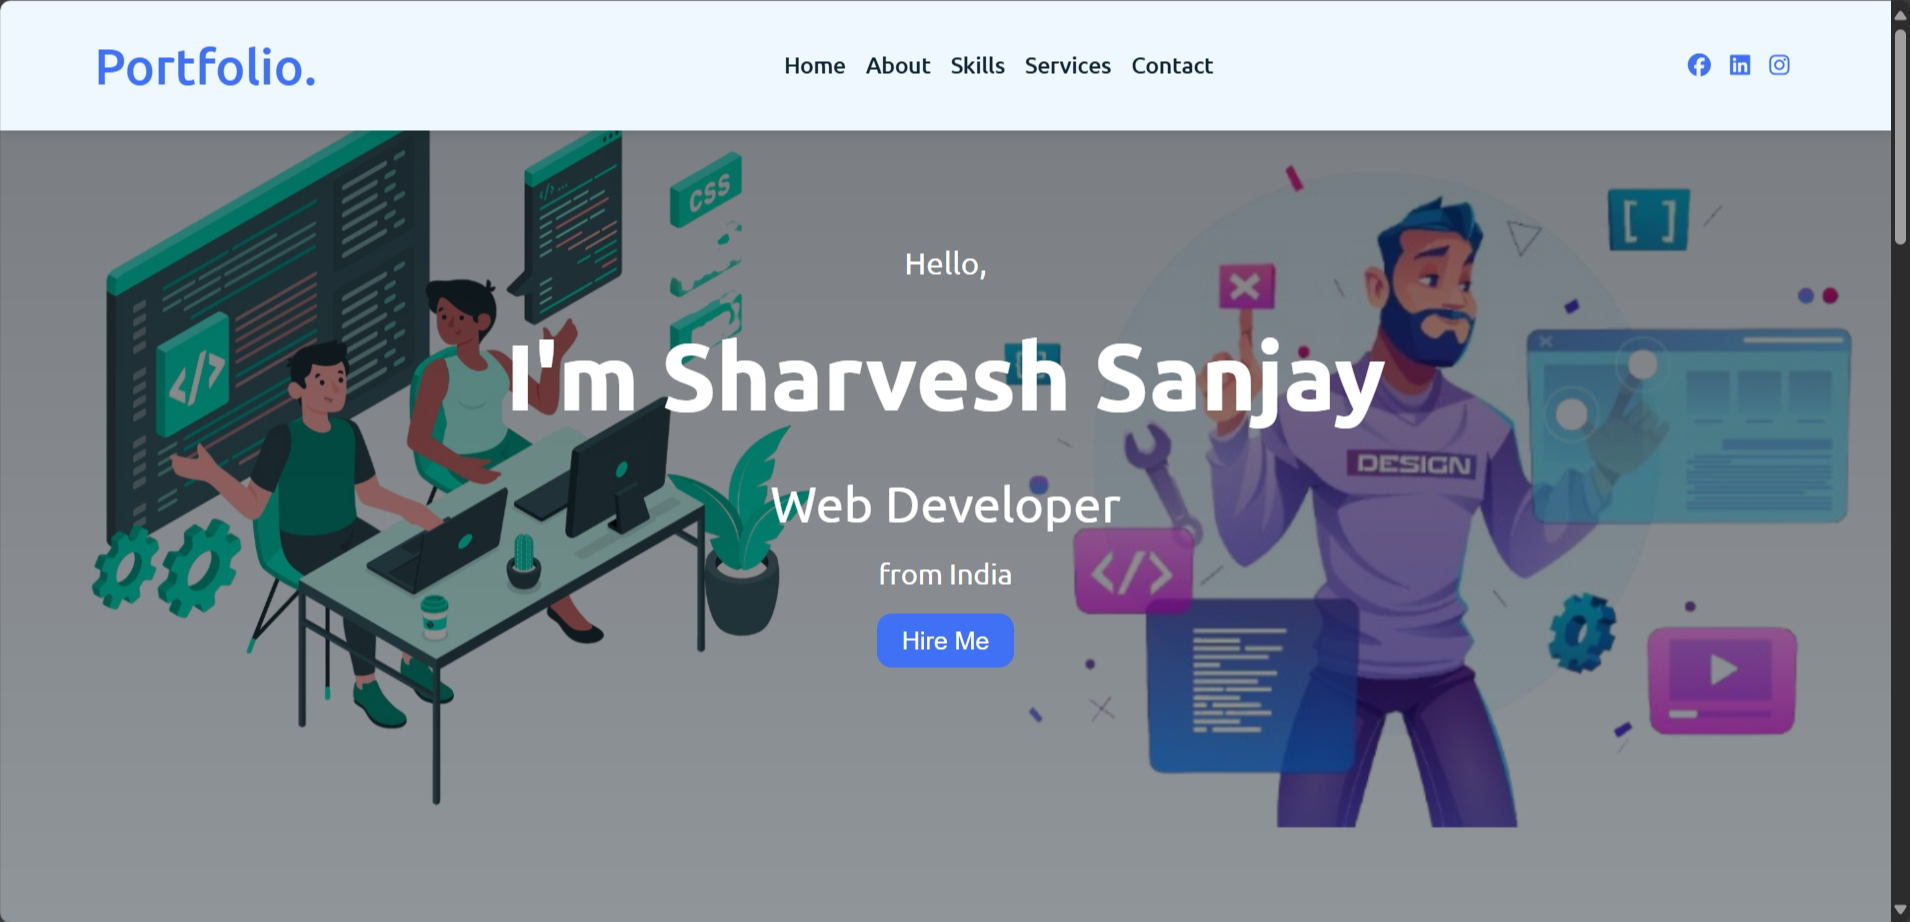 Portfolio.
Home About Skills Services Contact
CSS
</> ...
Hello,
[ ]
</>
I'm Sharvesh Sanjay
DESIGN
Web Developer
from India
</>
Hire Me